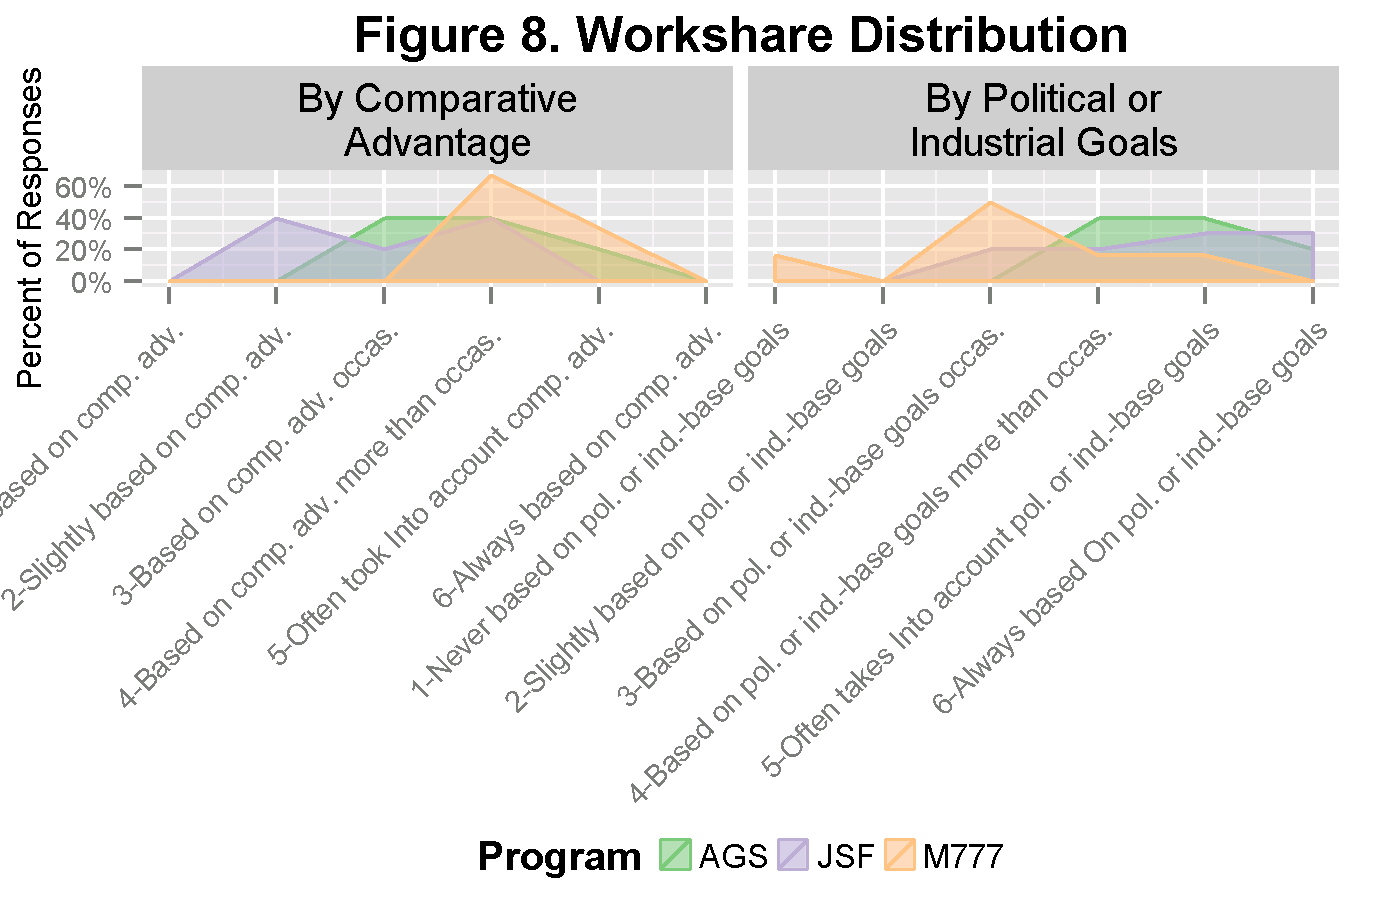 Figure 8. Workshare Distribution
By Comparative
Advantage
By Political or
Industrial Goals
Percent of Responses
60%
40%
20%
0%
based on comp. adv.
2-Slightly based on comp. adv.
3-Based on comp. adv. occas.
4-Based on comp. adv. more than occas.
5-Often took Into account comp. adv.
6-Always based on comp. adv.
1-Never based on pol. or ind.-base goals
2-Slightly based on pol. or ind.-base goals
3-Based on pol. or ind.-base goals occas.
4-Based on pol. or ind.-base goals more than occas.
5-Often takes Into account pol. or ind.-base goals
6-Always based On pol. or ind.-base goals
Program
AGS
JSF
M777